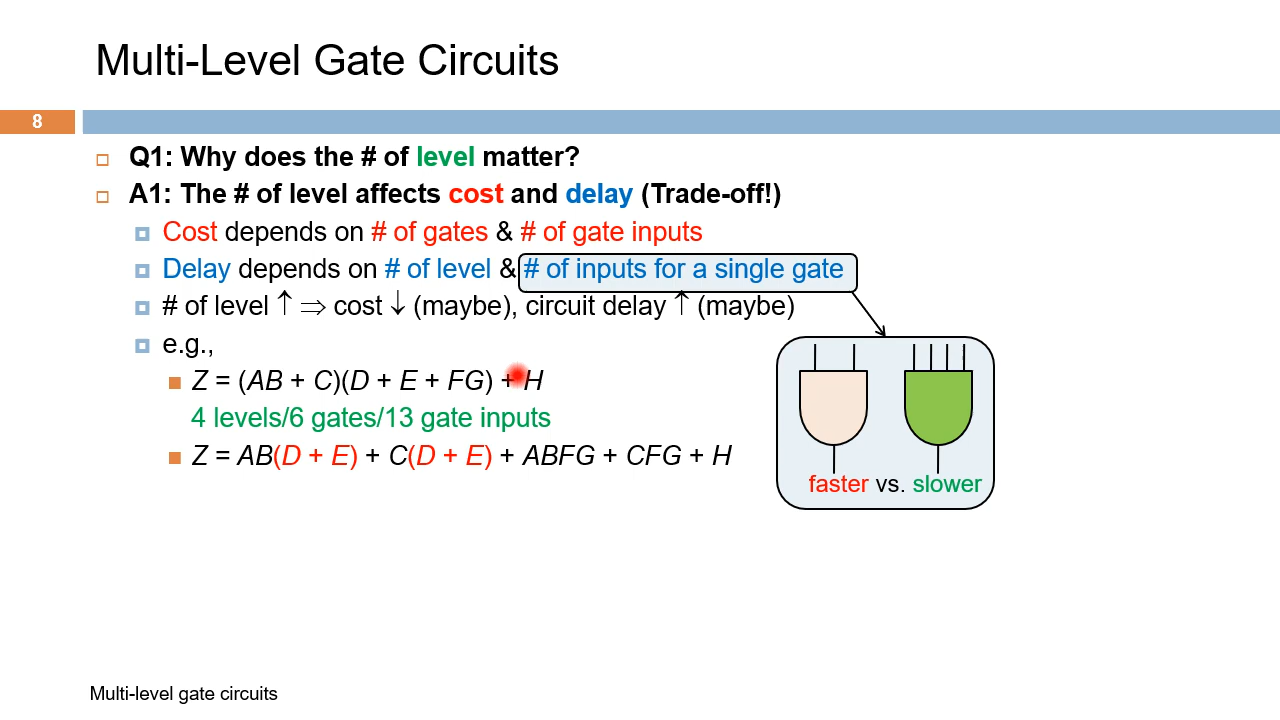 Multi-Level Gate Circuits
8
Q1: Why does the # of level matter?
A1: The # of level affects cost and delay (Trade-off!)
Cost depends on # of gates & # of gate inputs
Delay depends on # of level & # of inputs for a single gate
# of level ↑ ⇒ cost ↓ (maybe), circuit delay ↑ (maybe)
e.g.,
Z = (AB + C)(D + E + FG) + H
4 levels/6 gates/13 gate inputs
Z = AB(D + E) + C(D + E) + ABFG + CFG + H
faster vs. slower
Multi-level gate circuits